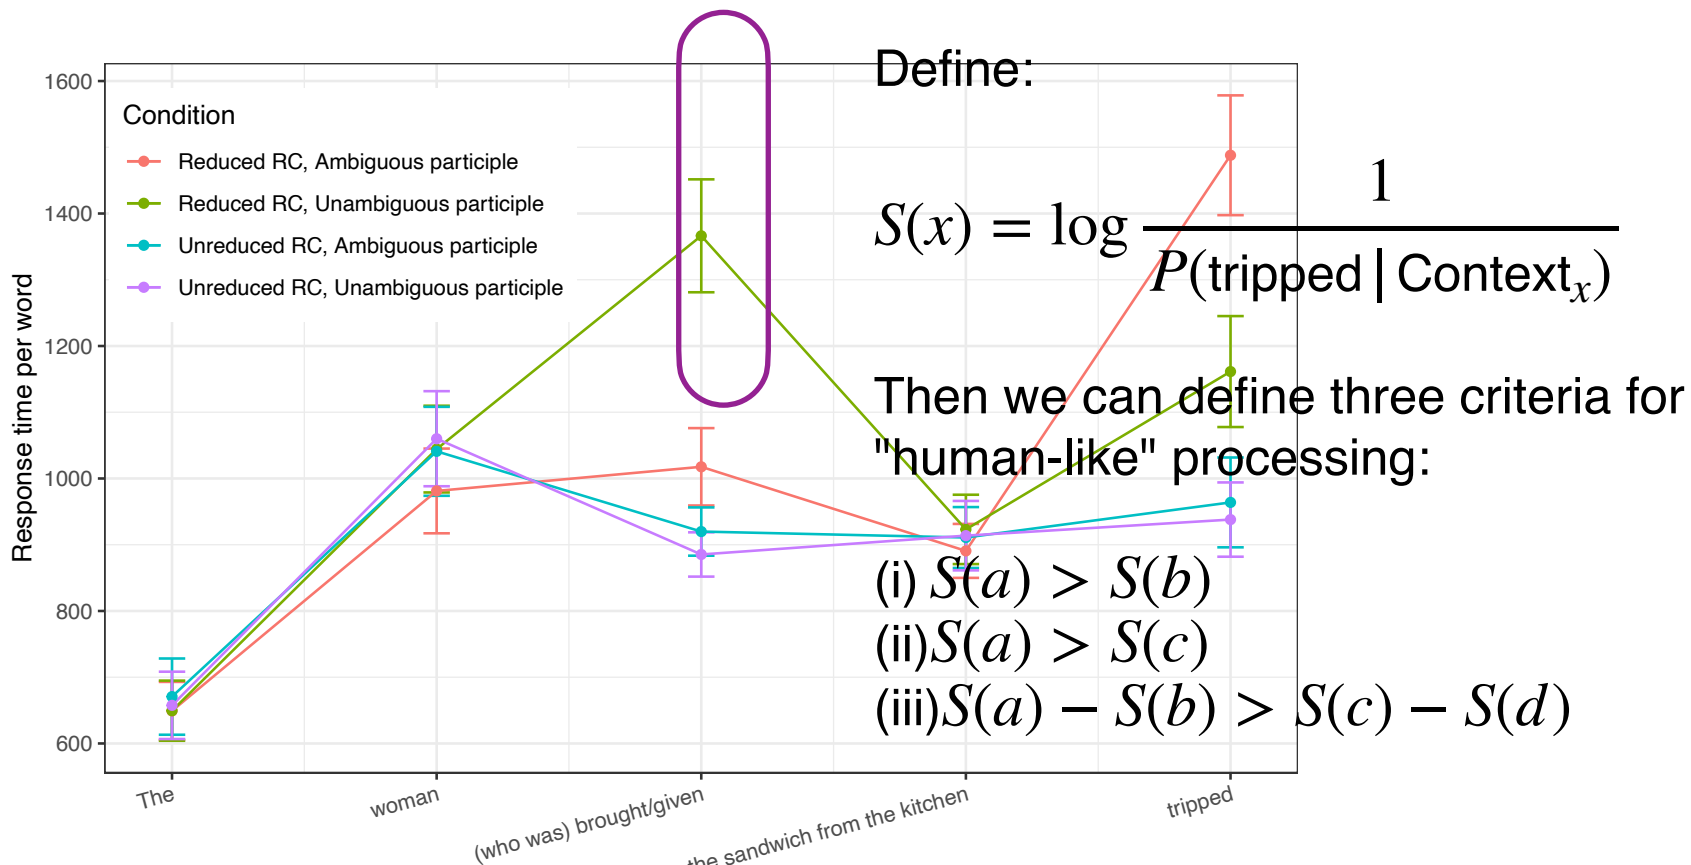 Define:
S(x) = log 1 / P(tripped | Context_x)
Then we can define three criteria for
"human-like" processing:
(i) S(a) > S(b)
(ii) S(a) > S(c)
(iii) S(a) − S(b) > S(c) − S(d)
Condition
Reduced RC, Ambiguous participle
Reduced RC, Unambiguous participle
Unreduced RC, Ambiguous participle
Unreduced RC, Unambiguous participle
Response time per word
1600
1400
1200
1000
800
600
The
woman
(who was) brought/given
the sandwich from the kitchen
tripped